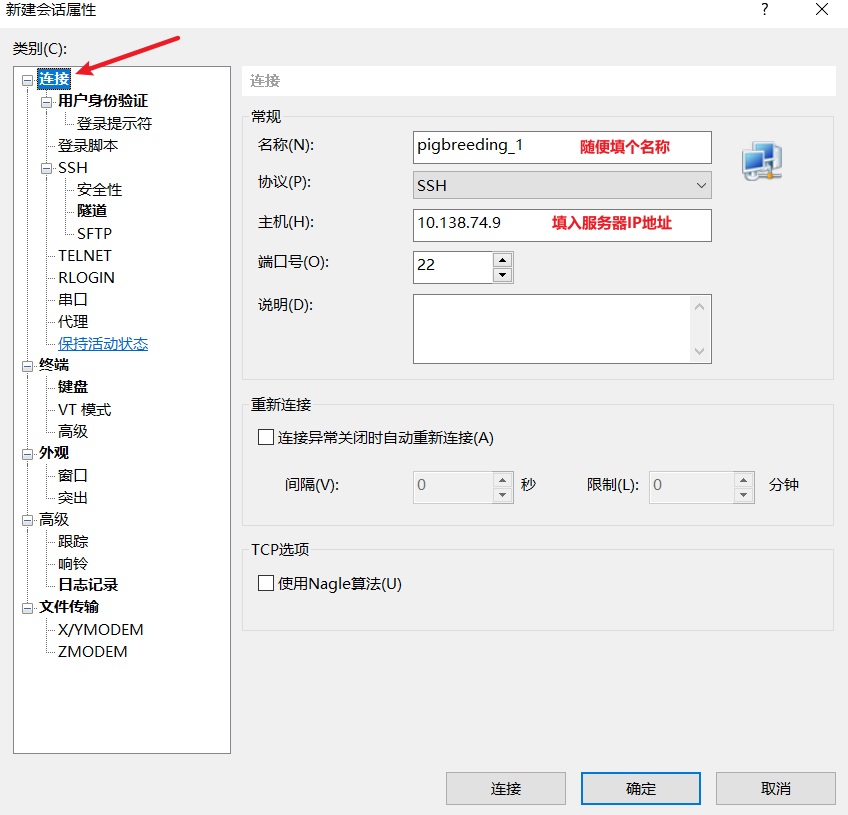 新建会话属性
?
类别(C):
连接
用户身份验证
登录提示符
登录脚本
SSH
安全性
隧道
SFTP
TELNET
RLOGIN
串口
代理
保持活动状态
终端
键盘
VT 模式
高级
外观
窗口
突出
高级
跟踪
响铃
日志记录
文件传输
X/YMODEM
ZMODEM
连接
常规
名称(N): pigbreeding_1 随便填个名称
协议(P): SSH
主机(H): 10.138.74.9 填入服务器IP地址
端口号(O): 22
说明(D):
重新连接
连接异常关闭时自动重新连接(A)
间隔(V): 0 秒 限制(L): 0 分钟
TCP选项
使用Nagle算法(U)
连接 确定 取消